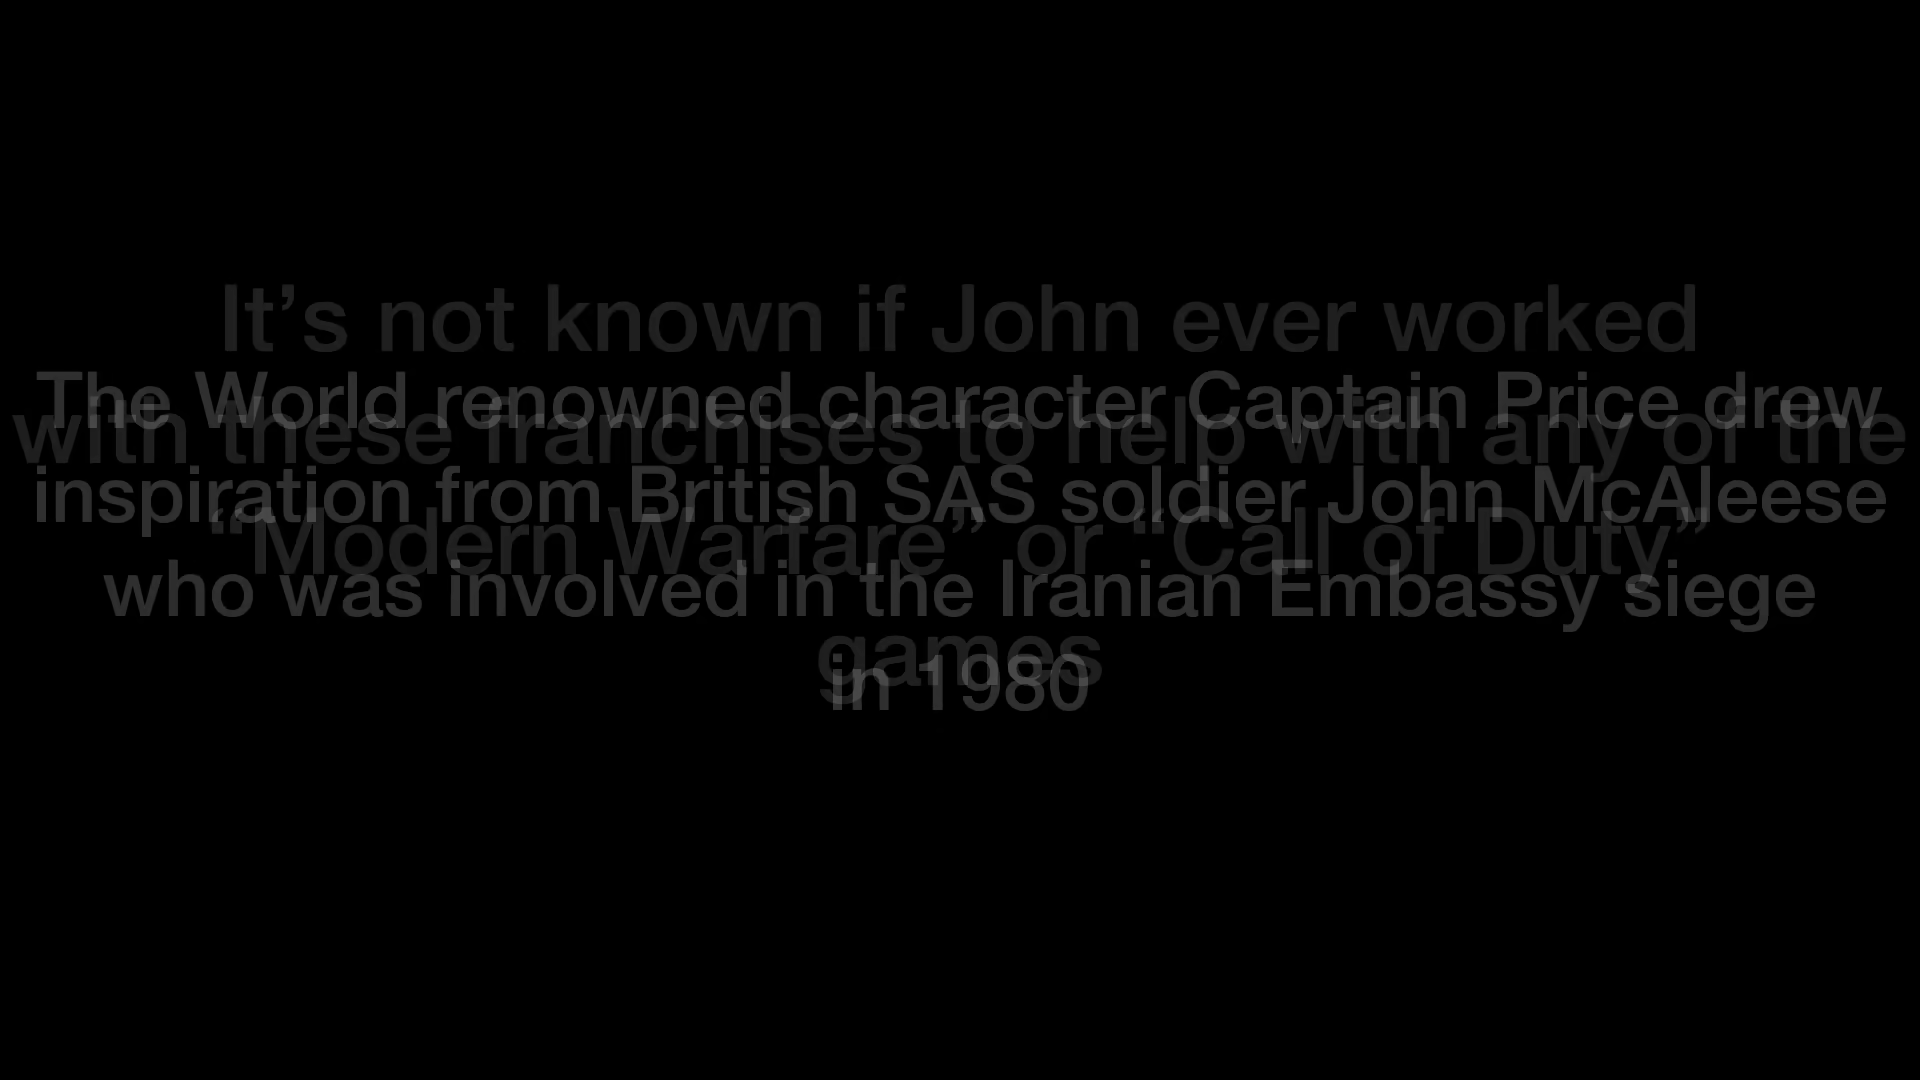 It’s not known if John ever worked
with these franchises to help with any of the
“Modern Warfare” or “Call of Duty”
games
The World renowned character Captain Price drew
inspiration from British SAS soldier John McAleese
who was involved in the Iranian Embassy siege
in 1980